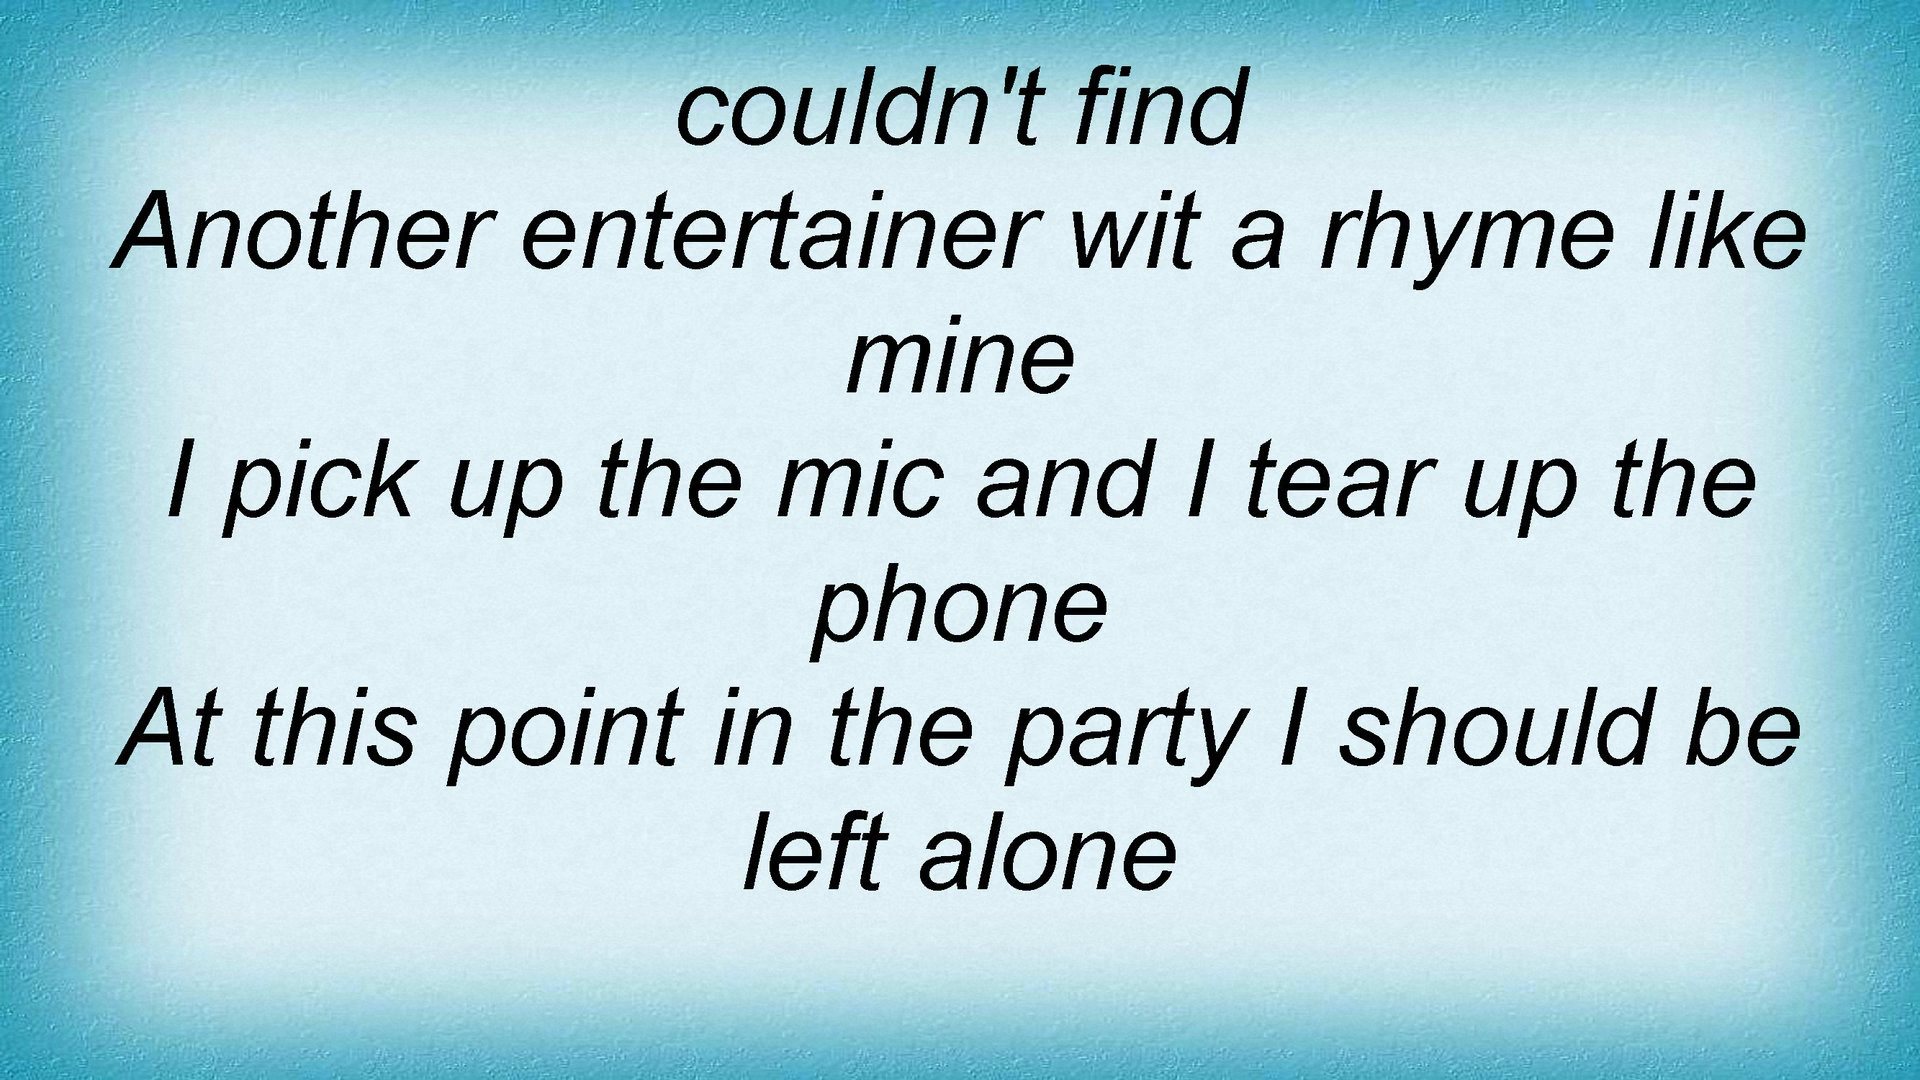 couldn't find
Another entertainer wit a rhyme like
mine
I pick up the mic and I tear up the
phone
At this point in the party I should be
left alone